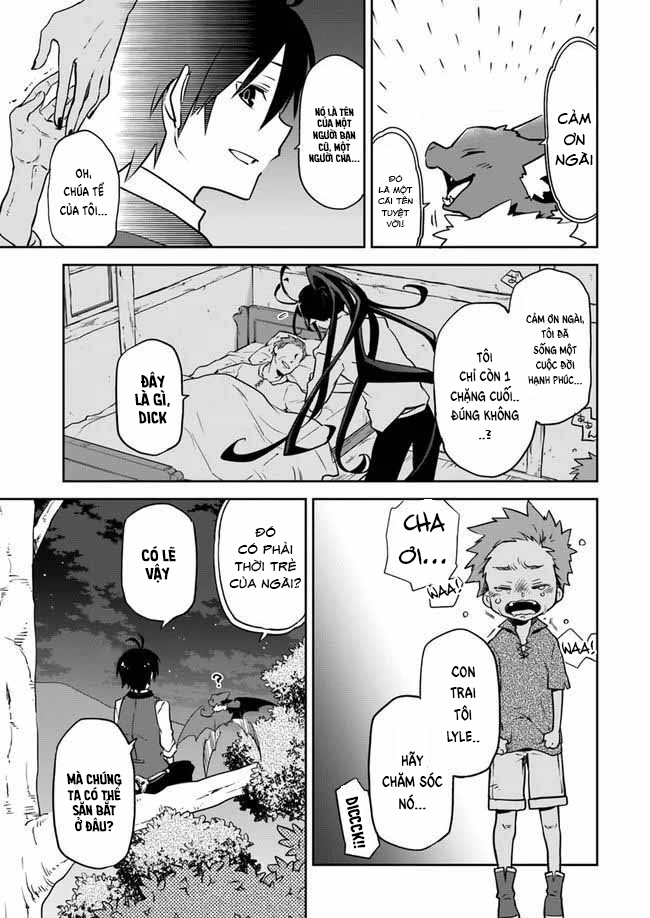 CẢM
ƠN
NGÀI
ĐÓ
LÀ MỘT
CÁI TÊN
TUYỆT
VỜI!
NÓ LÀ TÊN
CỦA MỘT
NGƯỜI BẠN
CŨ, MỘT
NGƯỜI CHA...
OH,
CHÚA TỂ
CỦA TÔI...
CẢM ƠN NGÀI,
TÔI ĐÃ
SỐNG MỘT
CUỘC ĐỜI
HẠNH PHÚC...
TÔI
CHỈ CÒN 1
CHẶNG CUỐI..
ĐÚNG KHÔNG
..?
ĐÂY
LÀ GÌ,
DICK
CHA
ƠI...
WAA!
WAA!
CON
TRAI TÔI
LYLE..
HÃY
CHĂM SÓC
NÓ...
DICCCK!!
ĐÓ
CÓ PHẢI
THỜI TRẺ
CỦA NGÀI?
CÓ LẼ
VẬY
?
MÀ CHÚNG
TA CÓ THỂ
SĂN BẮT
Ở ĐÂU?